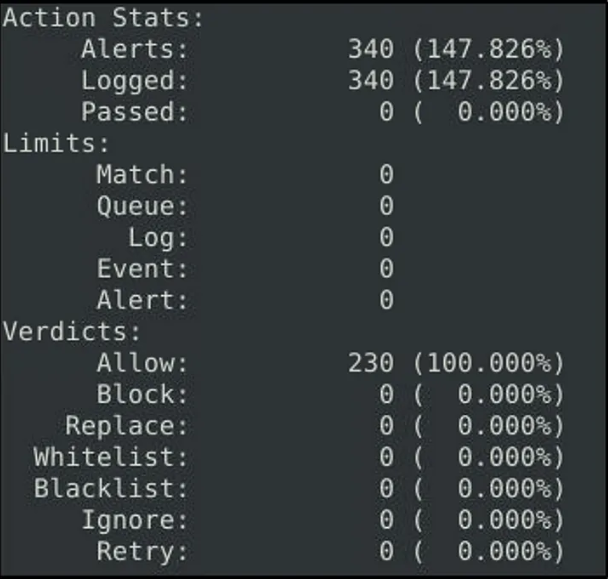 Action Stats:
Alerts: 340 (147.826%)
Logged: 340 (147.826%)
Passed: 0 ( 0.000%)
Limits:
Match: 0
Queue: 0
Log: 0
Event: 0
Alert: 0
Verdicts:
Allow: 230 (100.000%)
Block: 0 ( 0.000%)
Replace: 0 ( 0.000%)
Whitelist: 0 ( 0.000%)
Blacklist: 0 ( 0.000%)
Ignore: 0 ( 0.000%)
Retry: 0 ( 0.000%)